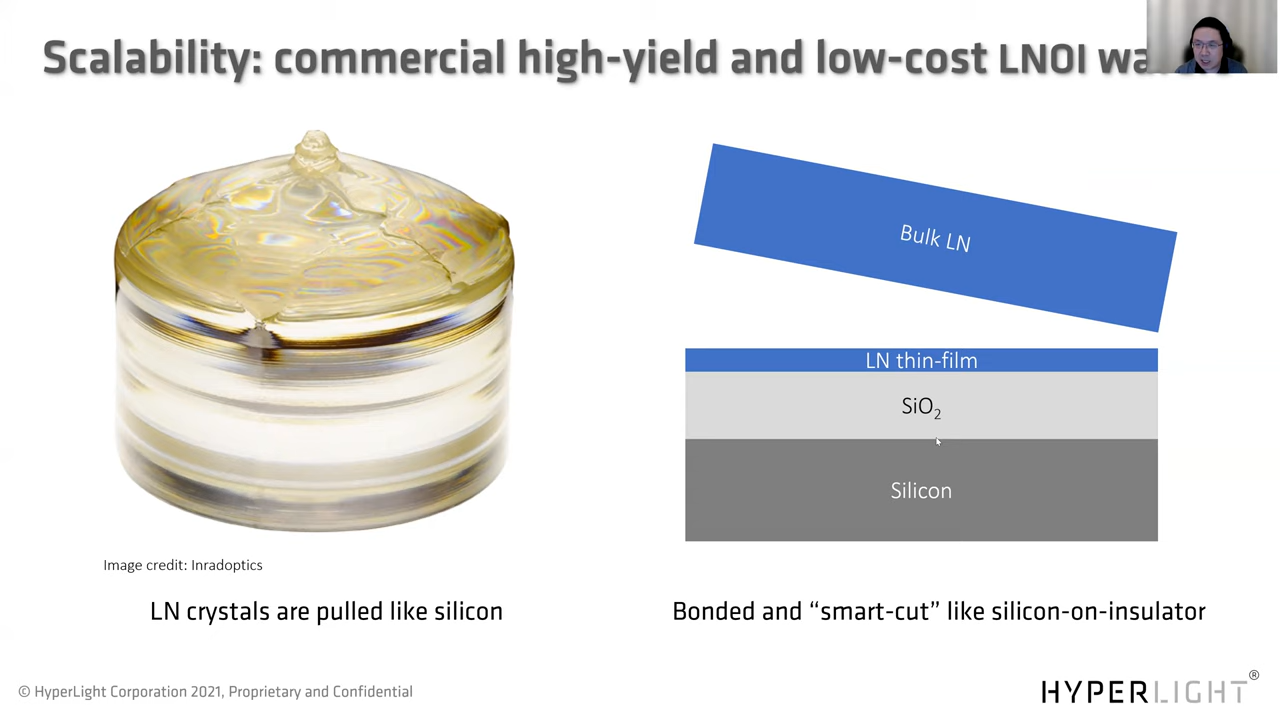 Scalability: commercial high-yield and low-cost LNOI
Bulk LN
LN thin-film
SiO₂
Silicon
Image credit: Inradoptics
LN crystals are pulled like silicon
Bonded and “smart-cut” like silicon-on-insulator
© HyperLight Corporation 2021, Proprietary and Confidential
HYPERLIGHT®